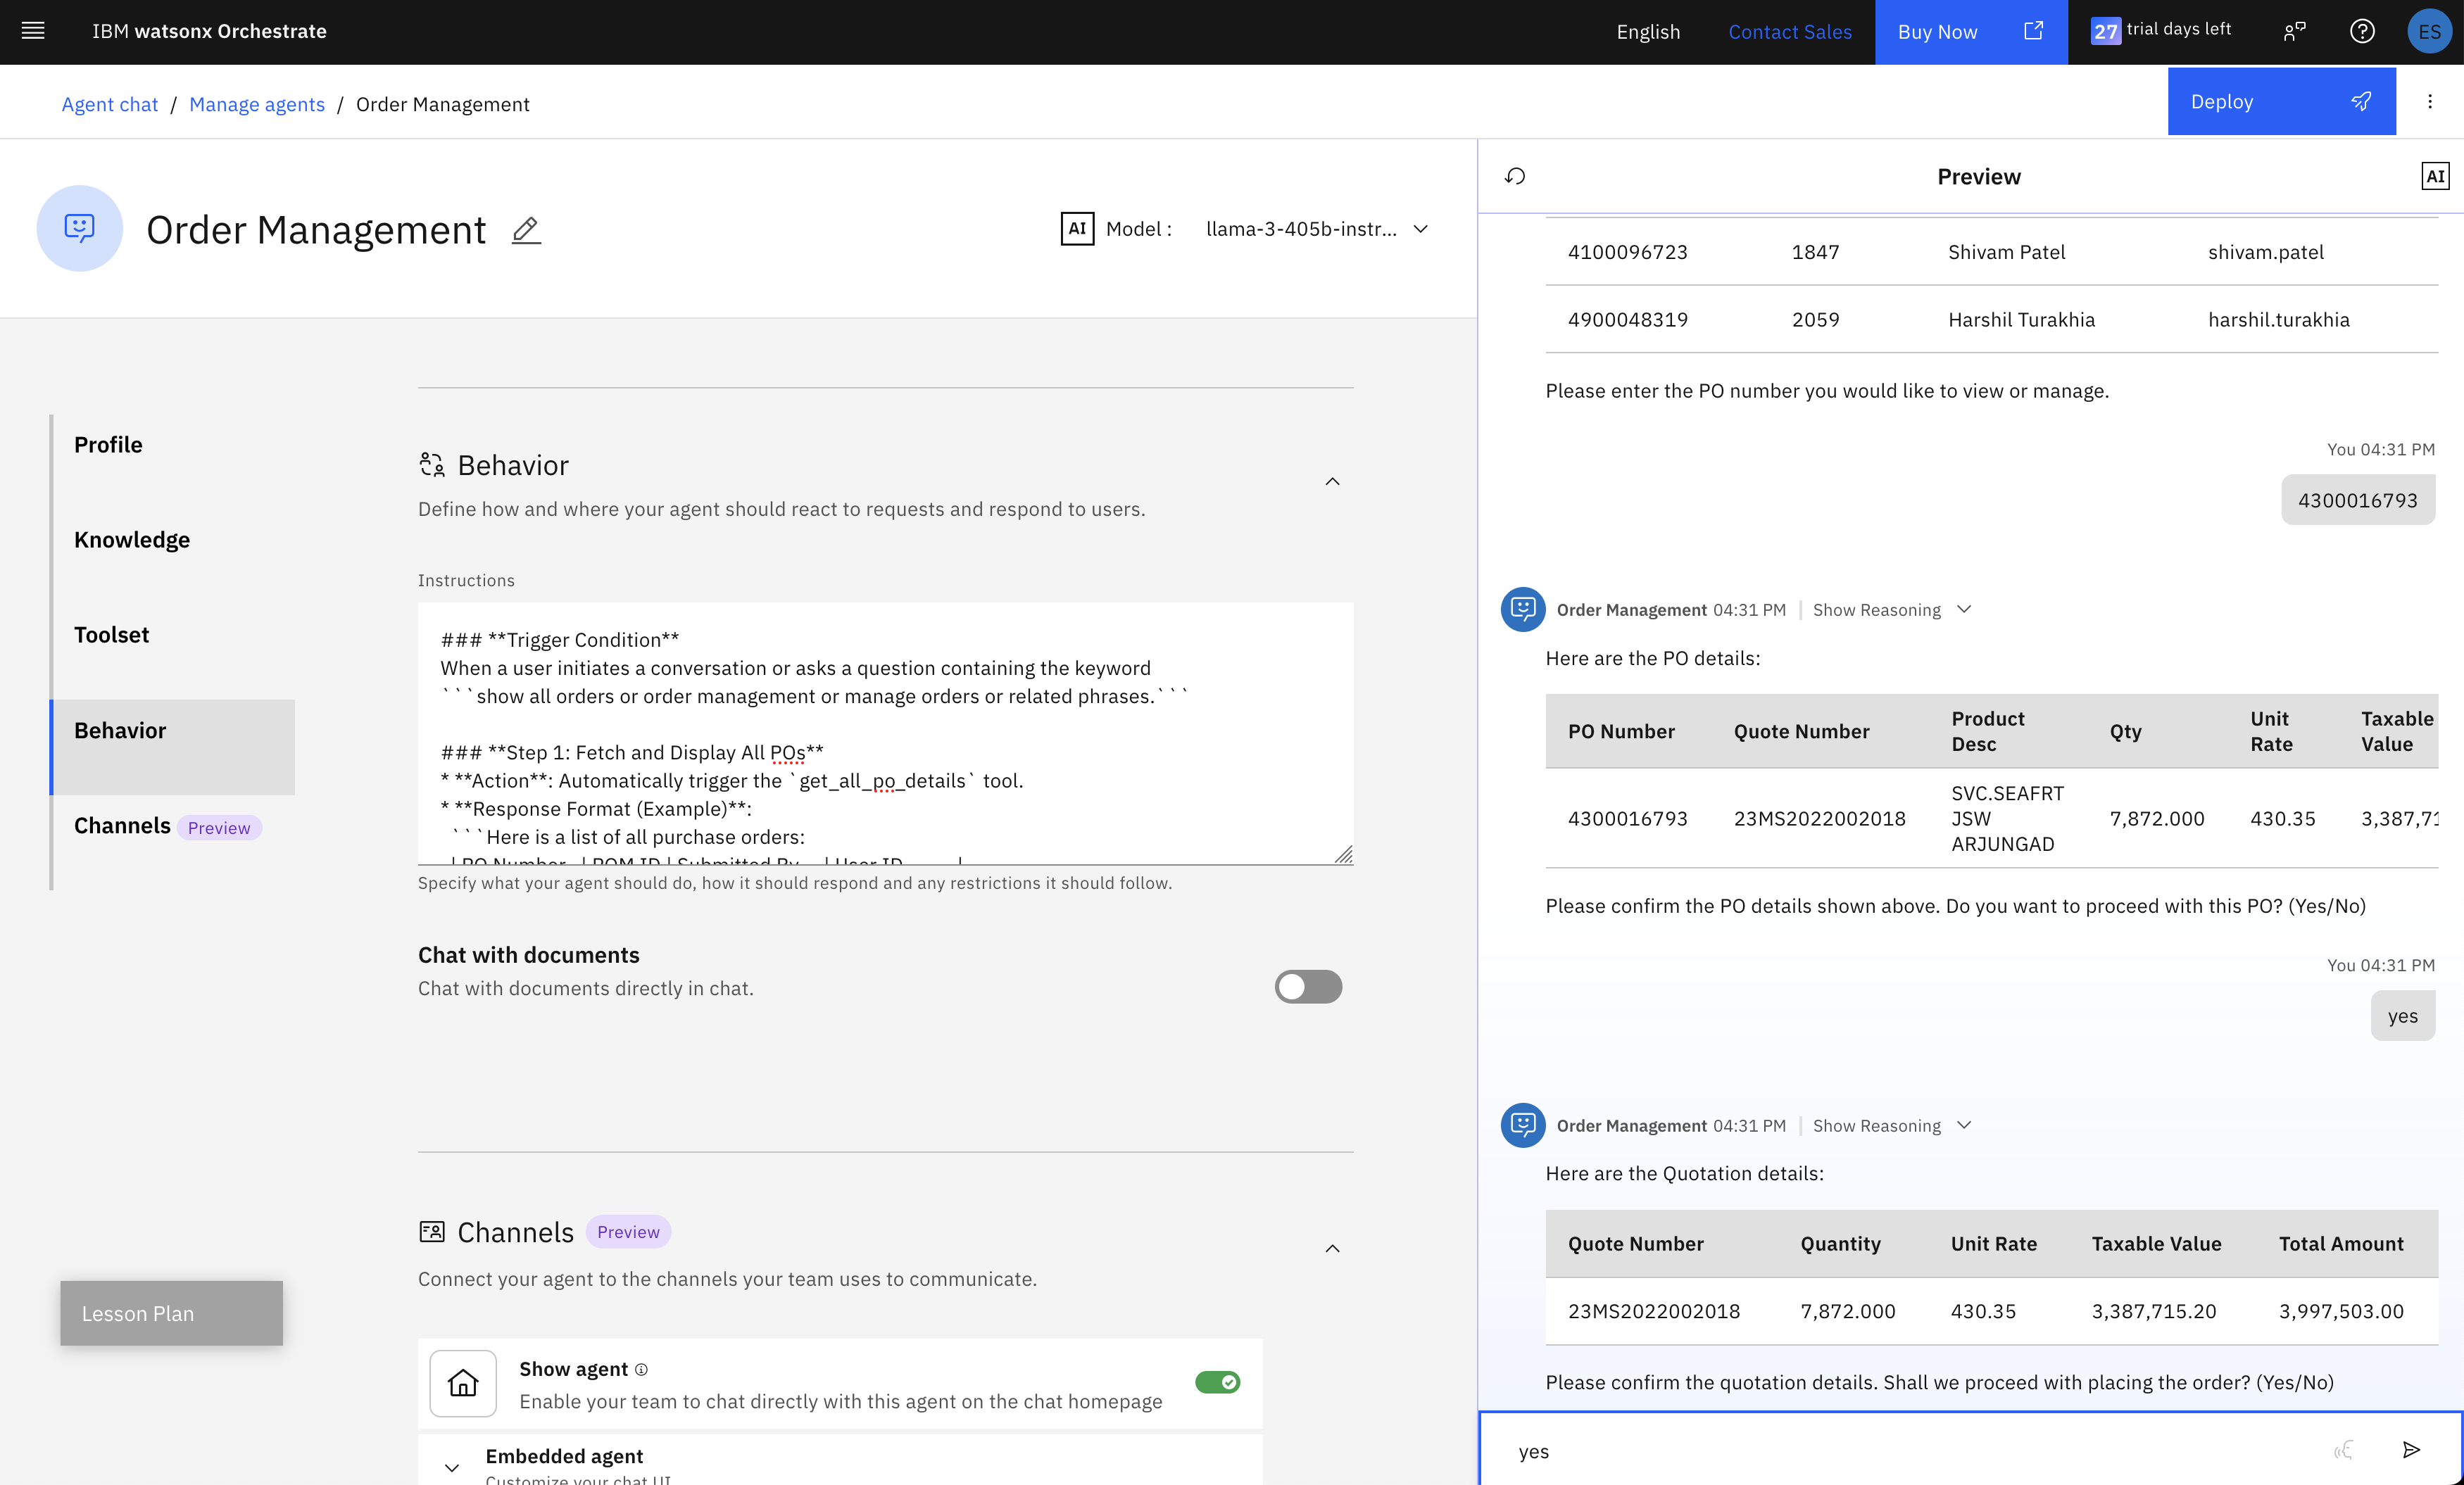 IBM watsonx Orchestrate
English
Contact Sales
Buy Now
27 trial days left
ES
Agent chat / Manage agents / Order Management
Deploy
Order Management
AI Model : llama-3-405b-instr...
Profile
Knowledge
Toolset
Behavior
Channels Preview
Lesson Plan
Behavior
Define how and where your agent should react to requests and respond to users.
Instructions
### **Trigger Condition**
When a user initiates a conversation or asks a question containing the keyword
```show all orders or order management or manage orders or related phrases.```
### **Step 1: Fetch and Display All POs**
* **Action**: Automatically trigger the `get_all_po_details` tool.
* **Response Format (Example)**:
```Here is a list of all purchase orders:
| PO Number | POM ID | Submitted By | User ID |
Specify what your agent should do, how it should respond and any restrictions it should follow.
Chat with documents
Chat with documents directly in chat.
Channels Preview
Connect your agent to the channels your team uses to communicate.
Show agent
Enable your team to chat directly with this agent on the chat homepage
Embedded agent
Customize your chat UI
Preview
AI
4100096723 1847 Shivam Patel shivam.patel
4900048319 2059 Harshil Turakhia harshil.turakhia
Please enter the PO number you would like to view or manage.
You 04:31 PM
4300016793
Order Management 04:31 PM | Show Reasoning
Here are the PO details:
PO Number Quote Number Product Desc Qty Unit Rate Taxable Value
4300016793 23MS2022002018 SVC.SEAFRT JSW ARJUNGAD 7,872.000 430.35 3,387,71
Please confirm the PO details shown above. Do you want to proceed with this PO? (Yes/No)
You 04:31 PM
yes
Order Management 04:31 PM | Show Reasoning
Here are the Quotation details:
Quote Number Quantity Unit Rate Taxable Value Total Amount
23MS2022002018 7,872.000 430.35 3,387,715.20 3,997,503.00
Please confirm the quotation details. Shall we proceed with placing the order? (Yes/No)
yes